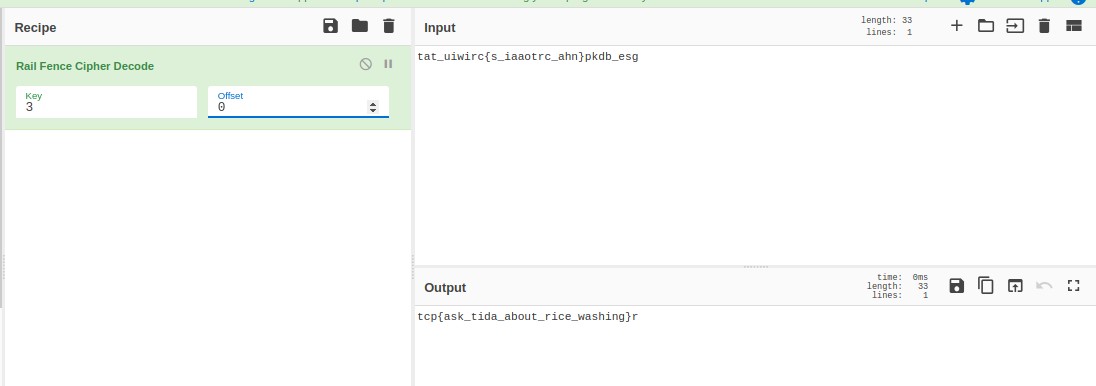 Recipe
Rail Fence Cipher Decode
Key
3
Offset
0
Input
length: 33
lines: 1
tat_uiwirc{s_iaaotrc_ahn}pkdb_esg
Output
time: 0ms
length: 33
lines: 1
tcp{ask_tida_about_rice_washing}r